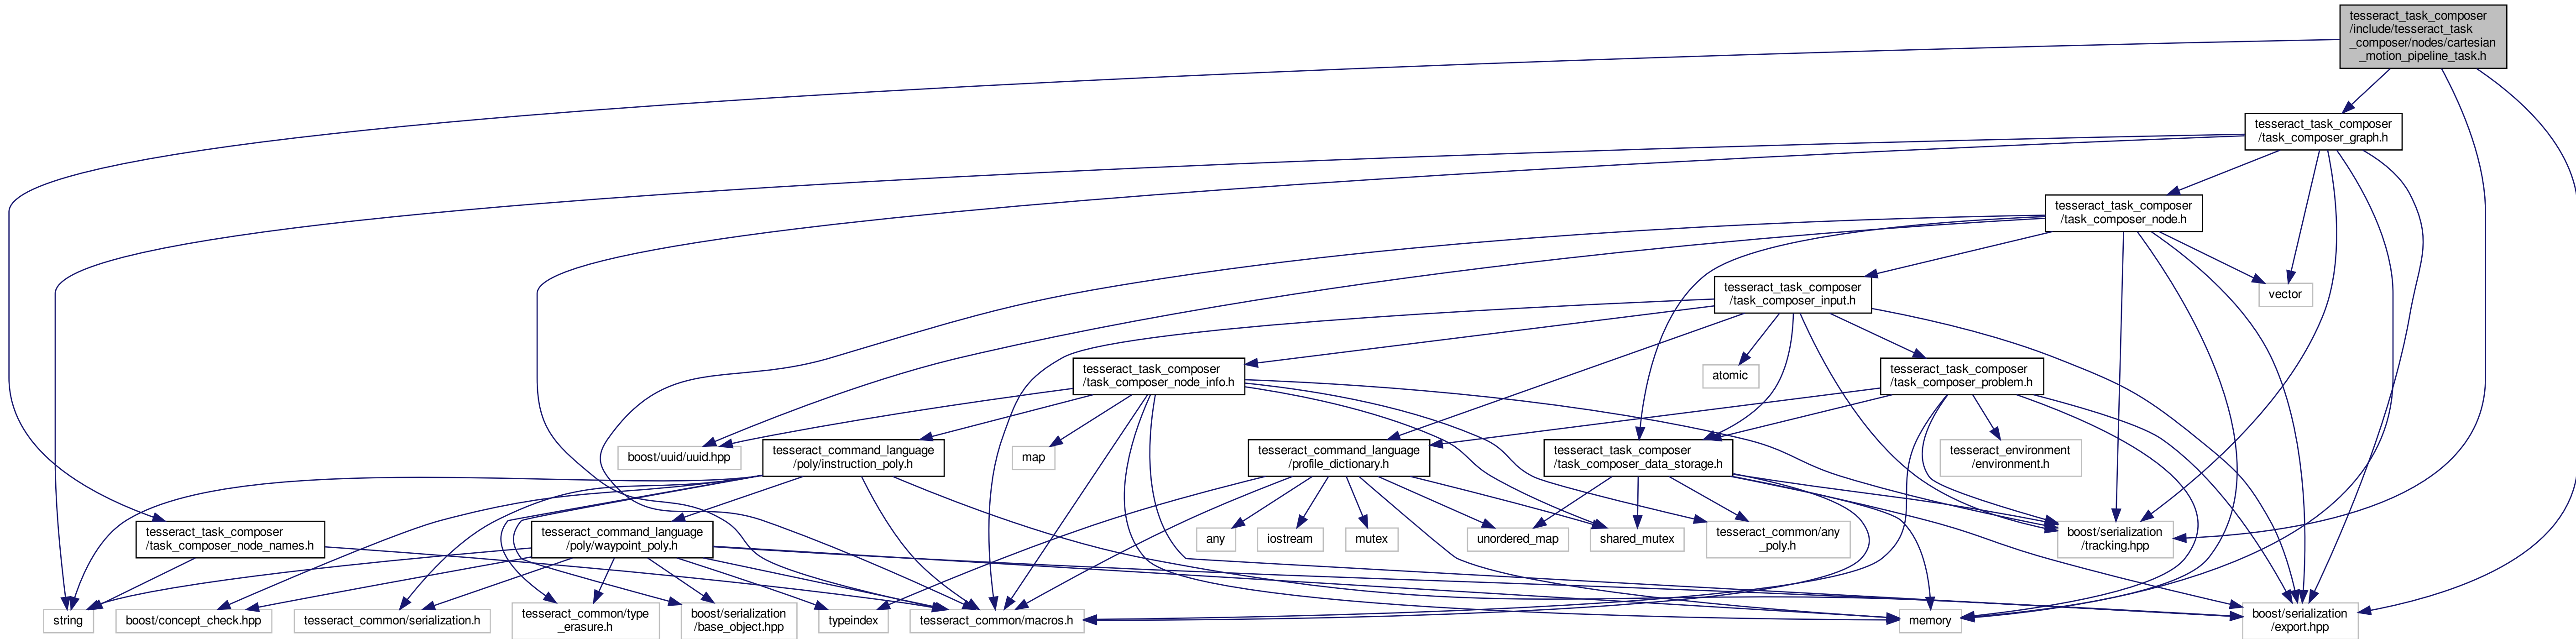 tesseract_task_composer
/include/tesseract_task
_composer/nodes/cartesian
_motion_pipeline_task.h
tesseract_task_composer
/task_composer_graph.h
tesseract_task_composer
/task_composer_node.h
tesseract_task_composer
/task_composer_input.h
vector
tesseract_task_composer
/task_composer_node_info.h
atomic
tesseract_task_composer
/task_composer_problem.h
boost/uuid/uuid.hpp
tesseract_command_language
/poly/instruction_poly.h
map
tesseract_command_language
/profile_dictionary.h
tesseract_task_composer
/task_composer_data_storage.h
tesseract_environment
/environment.h
tesseract_task_composer
/task_composer_node_names.h
tesseract_command_language
/poly/waypoint_poly.h
any
iostream
mutex
unordered_map
shared_mutex
tesseract_common/any
_poly.h
boost/serialization
/tracking.hpp
string
boost/concept_check.hpp
tesseract_common/serialization.h
tesseract_common/type
_erasure.h
boost/serialization
/base_object.hpp
typeindex
tesseract_common/macros.h
memory
boost/serialization
/export.hpp